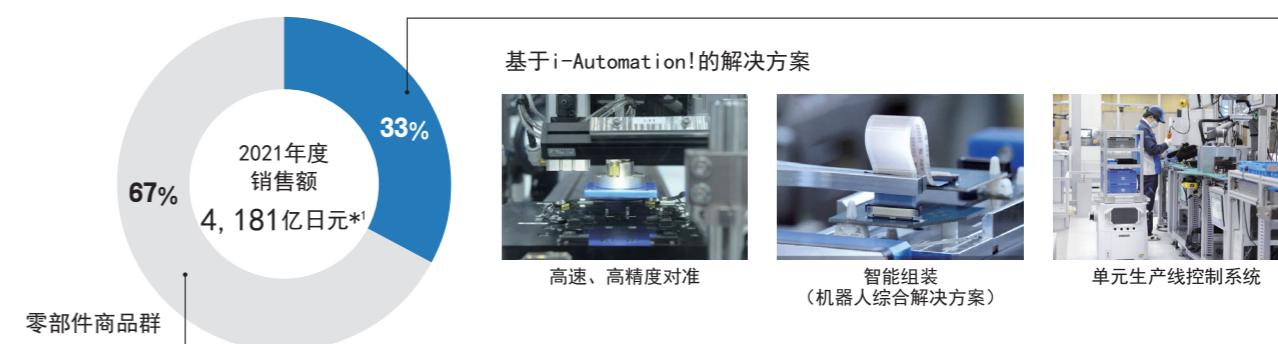 基于i-Automation!的解决方案
33%
2021年度
销售额
4,181亿日元*1
67%
高速、高精度对准
智能组装
（机器人综合解决方案）
单元生产线控制系统
零部件商品群